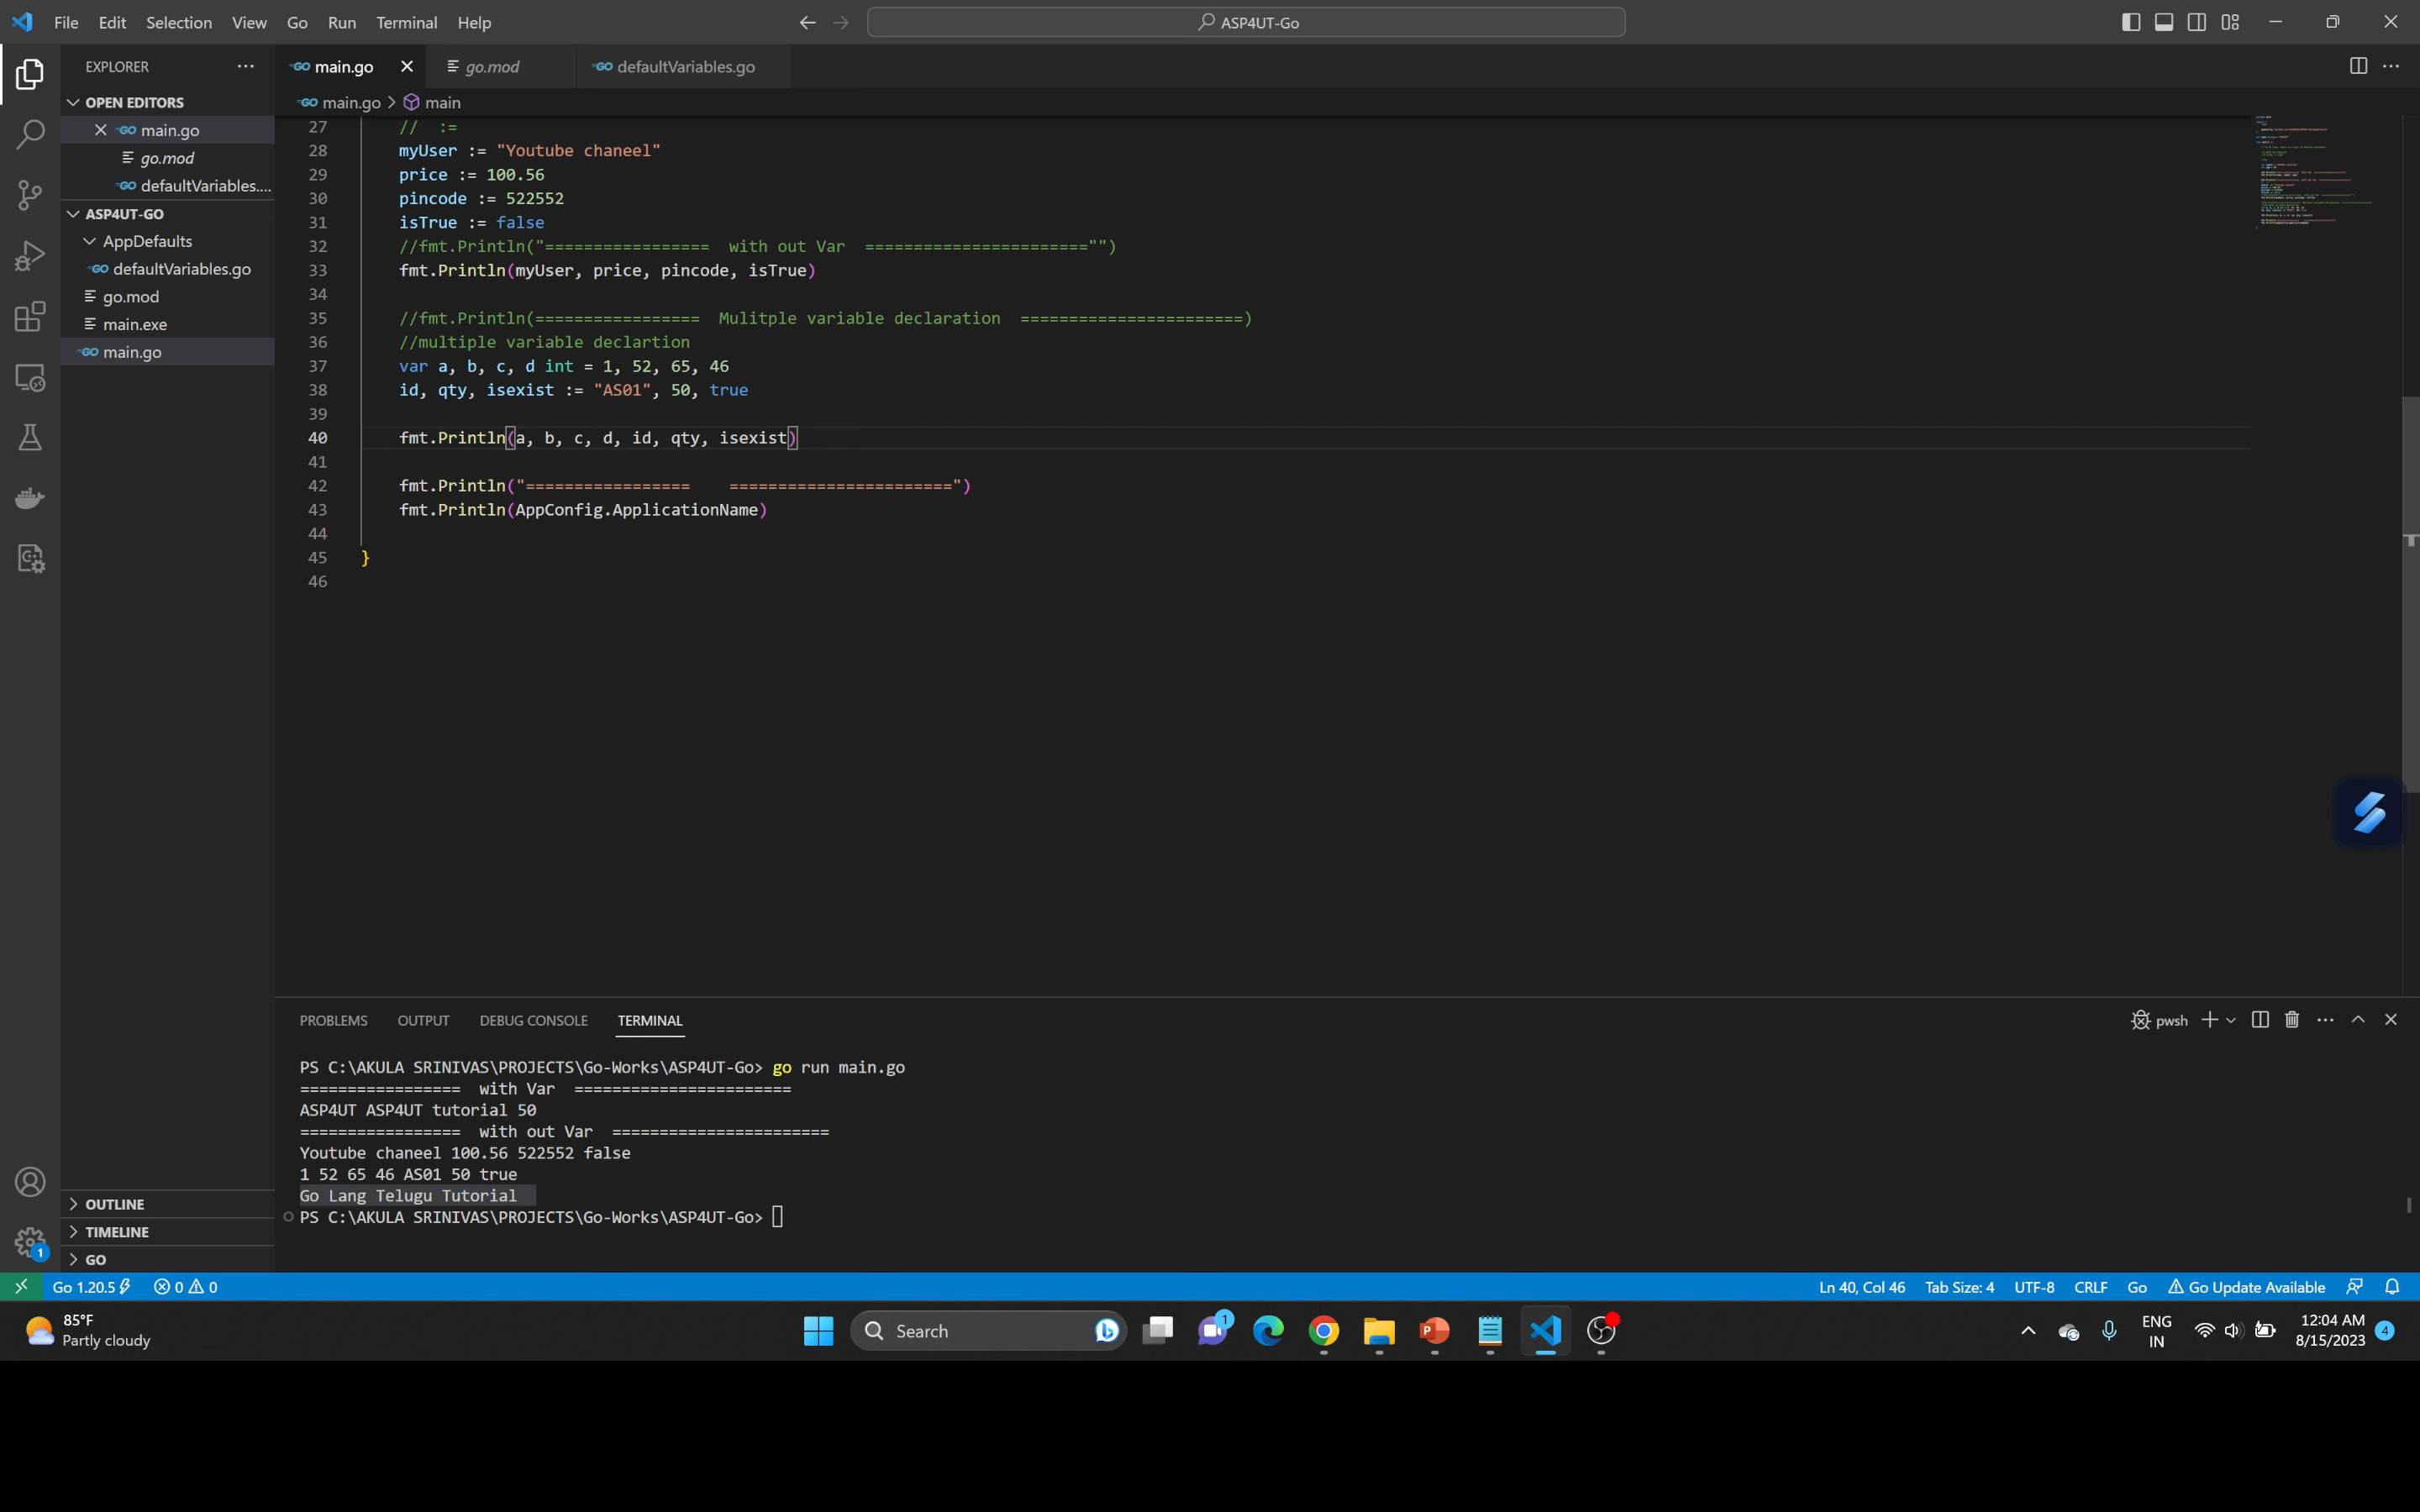 File Edit Selection View Go Run Terminal Help
ASP4UT-Go
EXPLORER
OPEN EDITORS
main.go
go.mod
defaultVariables....
ASP4UT-GO
AppDefaults
defaultVariables.go
go.mod
main.exe
main.go
OUTLINE
TIMELINE
GO
main.go go.mod defaultVariables.go
main.go > main
27 // :=
28 myUser := "Youtube chaneel"
29 price := 100.56
30 pincode := 522552
31 isTrue := false
32 //fmt.Println("================= with out Var ======================="")
33 fmt.Println(myUser, price, pincode, isTrue)
34
35 //fmt.Println(================= Mulitple variable declaration =======================)
36 //multiple variable declartion
37 var a, b, c, d int = 1, 52, 65, 46
38 id, qty, isexist := "AS01", 50, true
39
40 fmt.Println(a, b, c, d, id, qty, isexist)
41
42 fmt.Println("================= =======================")
43 fmt.Println(AppConfig.ApplicationName)
44
45 }
46
PROBLEMS OUTPUT DEBUG CONSOLE TERMINAL
pwsh
PS C:\AKULA SRINIVAS\PROJECTS\Go-Works\ASP4UT-Go> go run main.go
================= with Var =======================
ASP4UT ASP4UT tutorial 50
================= with out Var =======================
Youtube chaneel 100.56 522552 false
1 52 65 46 AS01 50 true
Go Lang Telugu Tutorial
PS C:\AKULA SRINIVAS\PROJECTS\Go-Works\ASP4UT-Go>
1
Go 1.20.5 0 0 Ln 40, Col 46 Tab Size: 4 UTF-8 CRLF Go Go Update Available
85°F
Partly cloudy
Search
1
ENG
IN
12:04 AM
8/15/2023
4